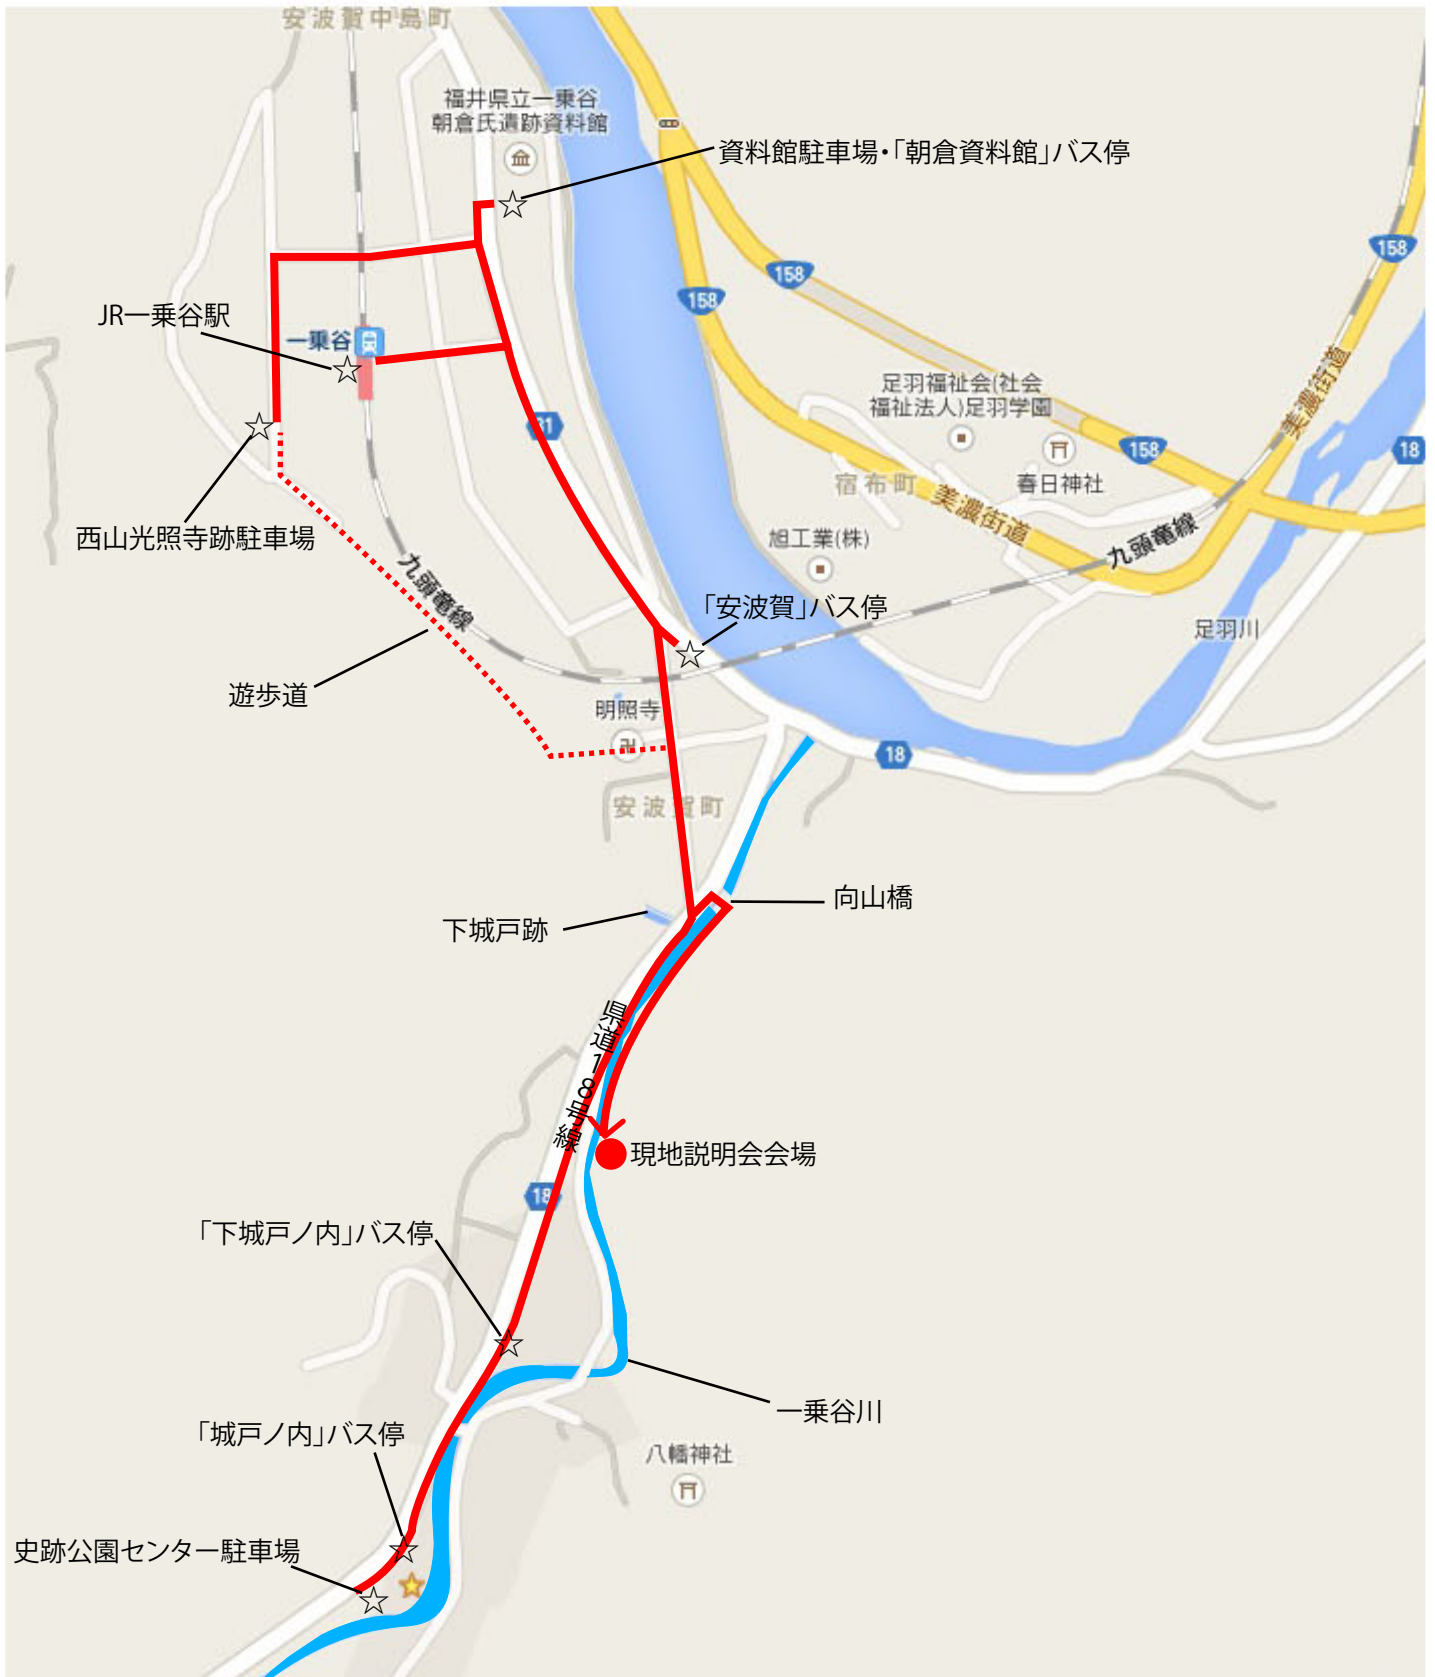 安波賀中島町
福井県立一乗谷
朝倉氏遺跡資料館
資料館駐車場・「朝倉資料館」バス停
158
158
158
JR一乗谷駅
一乗谷
美濃街道
足羽福祉会(社会
福祉法人)足羽学園
61
158
18
宿布町
美濃街道
春日神社
西山光照寺跡駐車場
旭工業(株)
九頭竜線
九頭竜線
「安波賀」バス停
足羽川
遊歩道
明照寺
卍
18
安波賀町
向山橋
下城戸跡
県道18号線
現地説明会会場
18
「下城戸ノ内」バス停
一乗谷川
「城戸ノ内」バス停
八幡神社
史跡公園センター駐車場